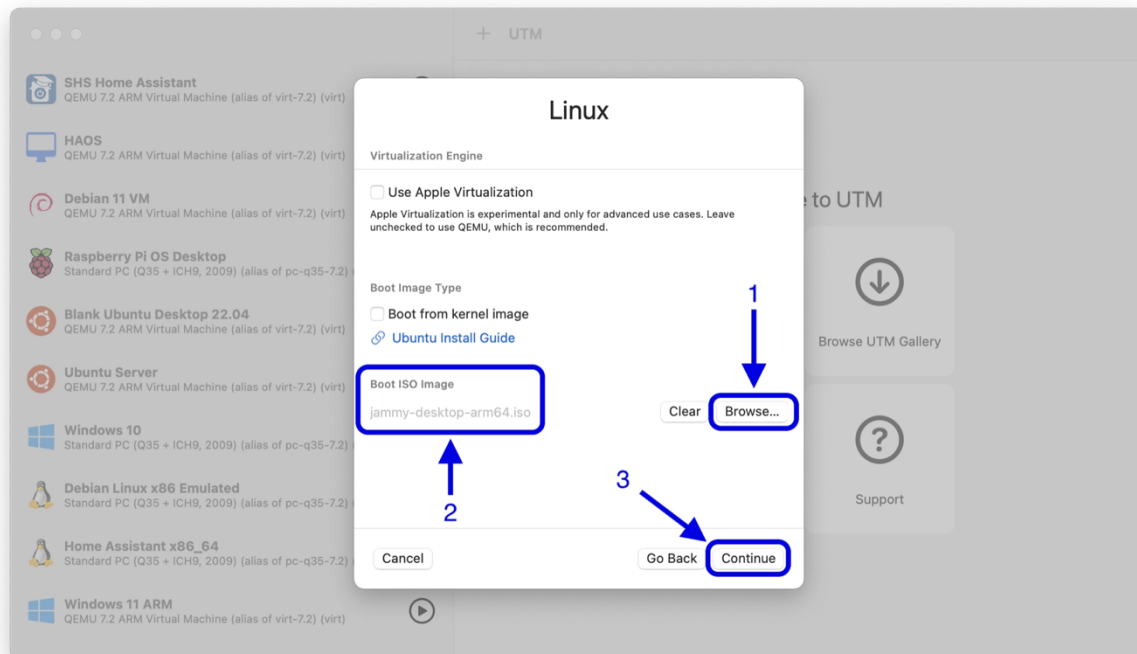 + UTM
SHS Home Assistant
QEMU 7.2 ARM Virtual Machine (alias of virt-7.2) (virt)
HAOS
QEMU 7.2 ARM Virtual Machine (alias of virt-7.2) (virt)
Debian 11 VM
QEMU 7.2 ARM Virtual Machine (alias of virt-7.2) (virt)
Raspberry Pi OS Desktop
Standard PC (Q35 + ICH9, 2009) (alias of pc-q35-7.2)
Blank Ubuntu Desktop 22.04
QEMU 7.2 ARM Virtual Machine (alias of virt-7.2) (virt)
Ubuntu Server
QEMU 7.2 ARM Virtual Machine (alias of virt-7.2) (virt)
Windows 10
Standard PC (Q35 + ICH9, 2009) (alias of pc-q35-7.2)
Debian Linux x86 Emulated
Standard PC (Q35 + ICH9, 2009) (alias of pc-q35-7.2)
Home Assistant x86_64
Standard PC (Q35 + ICH9, 2009) (alias of pc-q35-7.2)
Windows 11 ARM
QEMU 7.2 ARM Virtual Machine (alias of virt-7.2) (virt)
Linux
Virtualization Engine
Use Apple Virtualization
Apple Virtualization is experimental and only for advanced use cases. Leave
unchecked to use QEMU, which is recommended.
Boot Image Type
Boot from kernel image
Ubuntu Install Guide
1
Boot ISO Image
jammy-desktop-arm64.iso
Clear
Browse...
2
3
Cancel
Go Back
Continue
to UTM
Browse UTM Gallery
?
Support